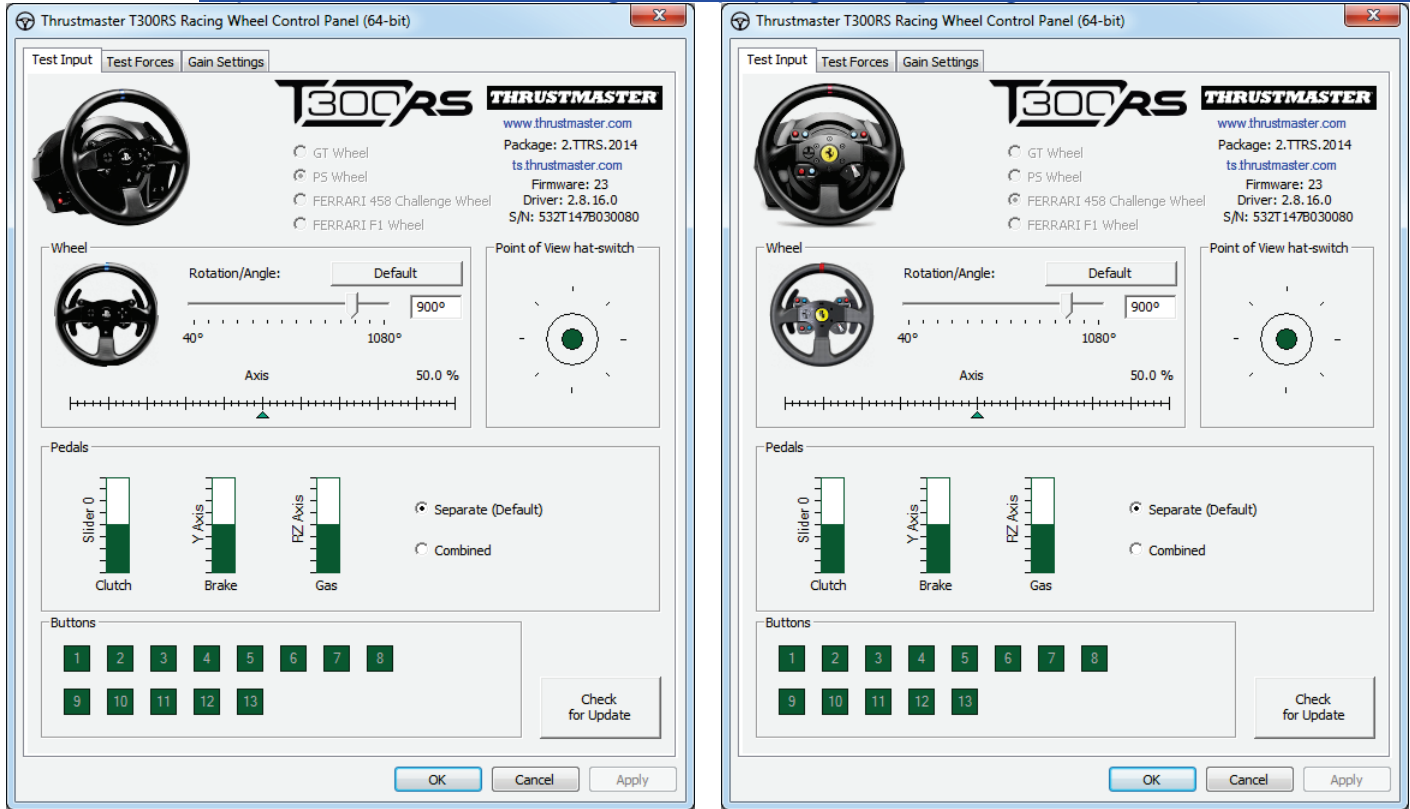 Thrustmaster T300RS Racing Wheel Control Panel (64-bit)
Test Input Test Forces Gain Settings
T300RS THRUSTMASTER
www.thrustmaster.com
Package: 2.TTRS.2014
ts.thrustmaster.com
Firmware: 23
Driver: 2.8.16.0
S/N: 532T147B030080
GT Wheel
PS Wheel
FERRARI 458 Challenge Wheel
FERRARI F1 Wheel
Wheel
Rotation/Angle: Default
900°
40° 1080°
Axis 50.0 %
Point of View hat-switch
Pedals
Slider 0 Y Axis RZ Axis
Clutch Brake Gas
Separate (Default)
Combined
Buttons
1 2 3 4 5 6 7 8
9 10 11 12 13
Check
for Update
OK Cancel Apply
Thrustmaster T300RS Racing Wheel Control Panel (64-bit)
Test Input Test Forces Gain Settings
T300RS THRUSTMASTER
www.thrustmaster.com
Package: 2.TTRS.2014
ts.thrustmaster.com
Firmware: 23
Driver: 2.8.16.0
S/N: 532T147B030080
GT Wheel
PS Wheel
FERRARI 458 Challenge Wheel
FERRARI F1 Wheel
Wheel
Rotation/Angle: Default
900°
40° 1080°
Axis 50.0 %
Point of View hat-switch
Pedals
Slider 0 Y Axis RZ Axis
Clutch Brake Gas
Separate (Default)
Combined
Buttons
1 2 3 4 5 6 7 8
9 10 11 12 13
Check
for Update
OK Cancel Apply